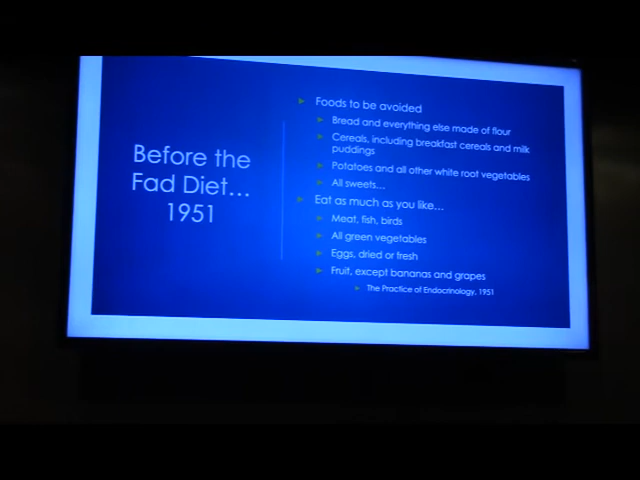 Before the
Fad Diet...
1951
Foods to be avoided
Bread and everything else made of flour
Cereals, including breakfast cereals and milk
puddings
Potatoes and all other white root vegetables
All sweets...
Eat as much as you like...
Meat, fish, birds
All green vegetables
Eggs, dried or fresh
Fruit, except bananas and grapes
The Practice of Endocrinology, 1951